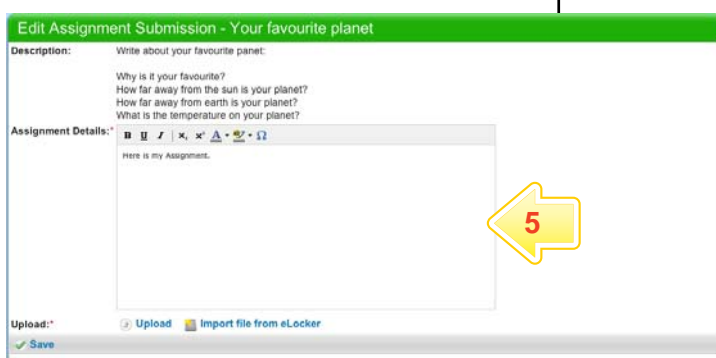 Edit Assignment Submission - Your favourite planet
Description: Write about your favourite panet:
Why is it your favourite?
How far away from the sun is your planet?
How far away from earth is your planet?
What is the temperature on your planet?
Assignment Details:* B U I x, x' A Ω
Here is my Assignment.
5
Upload:* Upload Import file from eLocker
Save